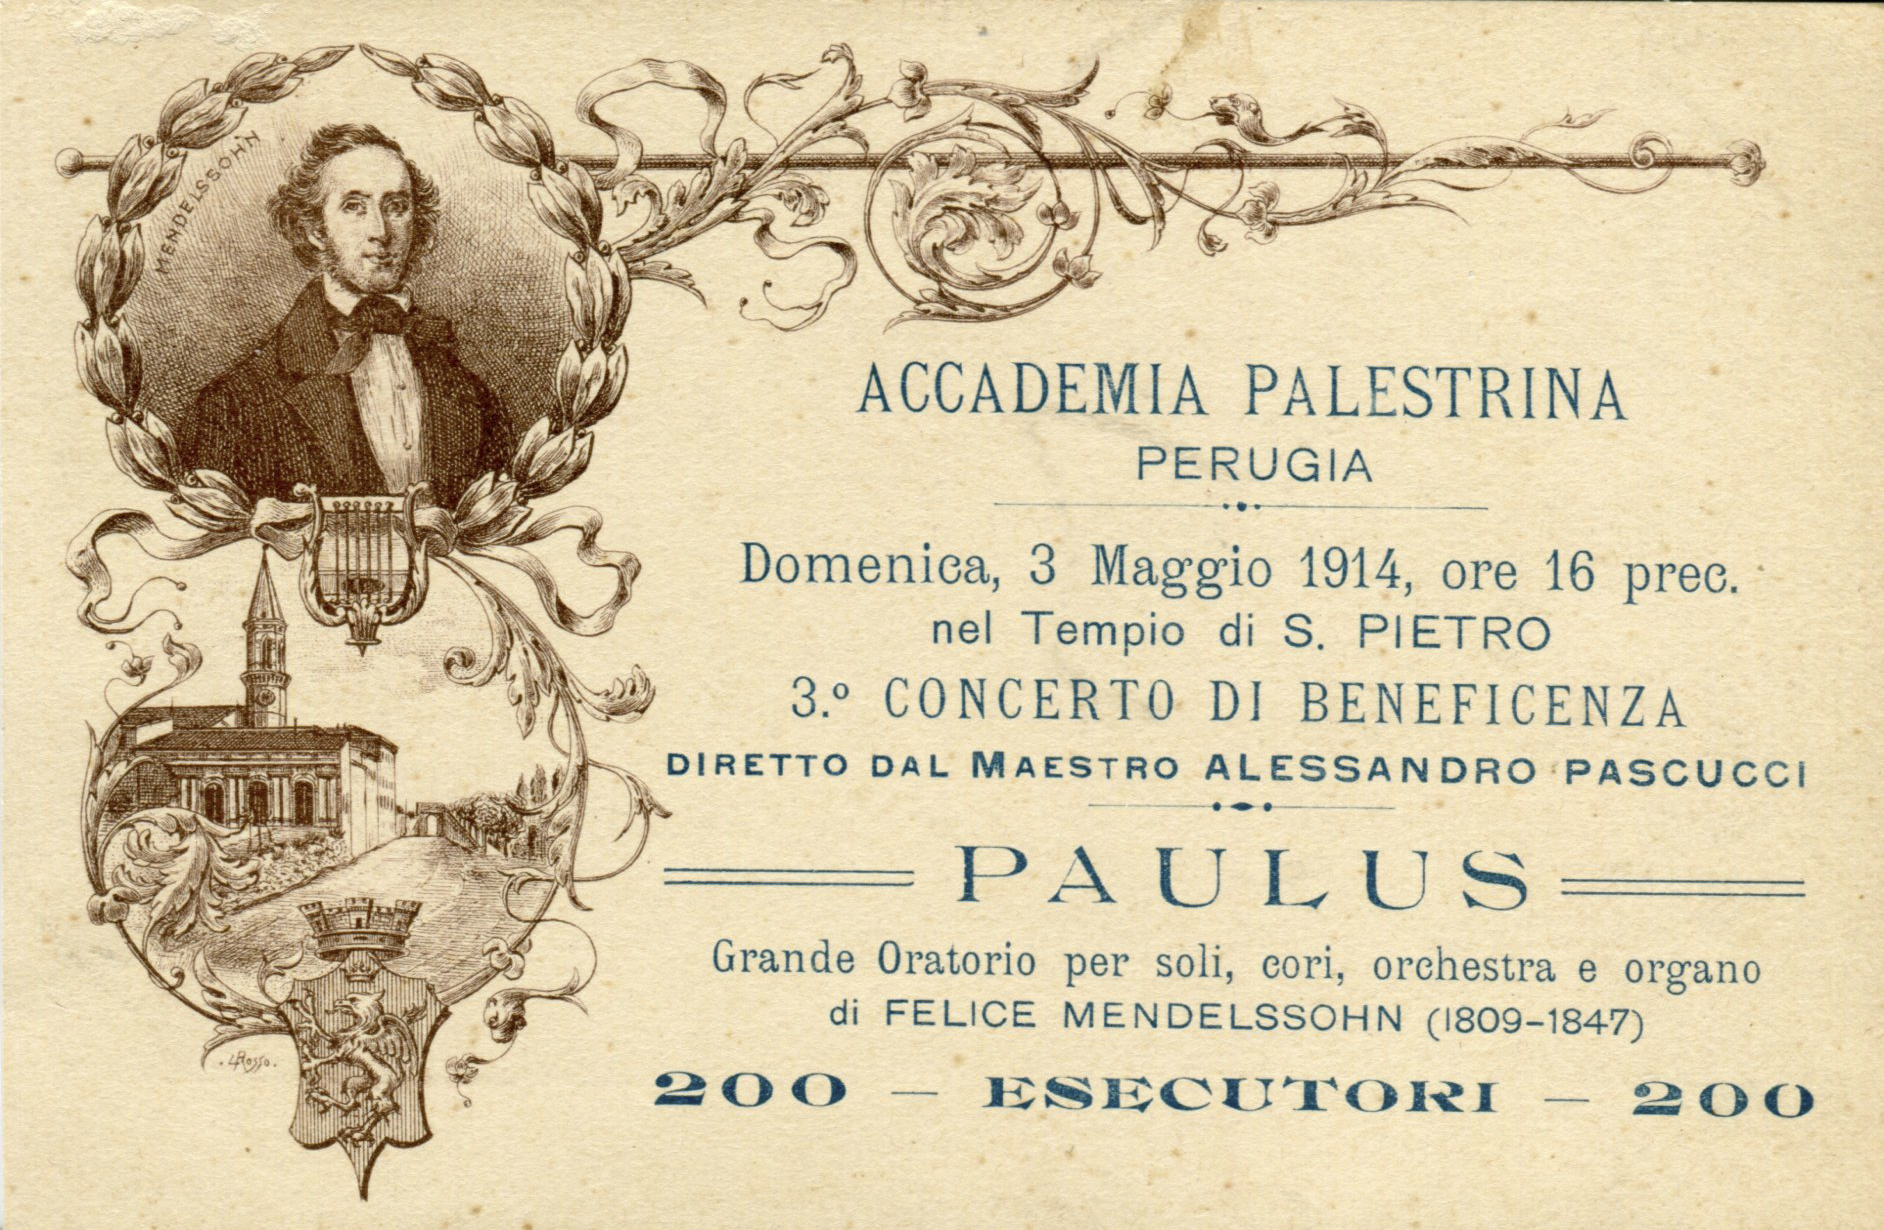 MENDELSSOHN
ACCADEMIA PALESTRINA
PERUGIA
Domenica, 3 Maggio 1914, ore 16 prec.
nel Tempio di S. PIETRO
3.º CONCERTO DI BENEFICENZA
DIRETTO DAL MAESTRO ALESSANDRO PASCUCCI
PAULUS
Grande Oratorio per soli, cori, orchestra e organo
di FELICE MENDELSSOHN (1809-1847)
200 — ESECUTORI — 200